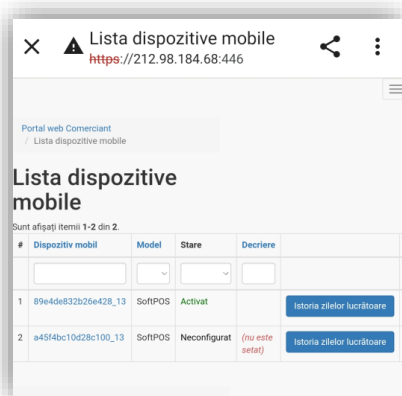 Lista dispozitive mobile
https://212.98.184.68:446
Portal web Comerciant
/ Lista dispozitive mobile
Lista dispozitive
mobile
Sunt afișați itemii 1-2 din 2.
# Dispozitiv mobil Model Stare Decriere
1 89e4de832b26e428_13 SoftPOS Activat Istoria zilelor lucrătoare
2 a45f4bc10d28c100_13 SoftPOS Neconfigurat (nu este
setat) Istoria zilelor lucrătoare